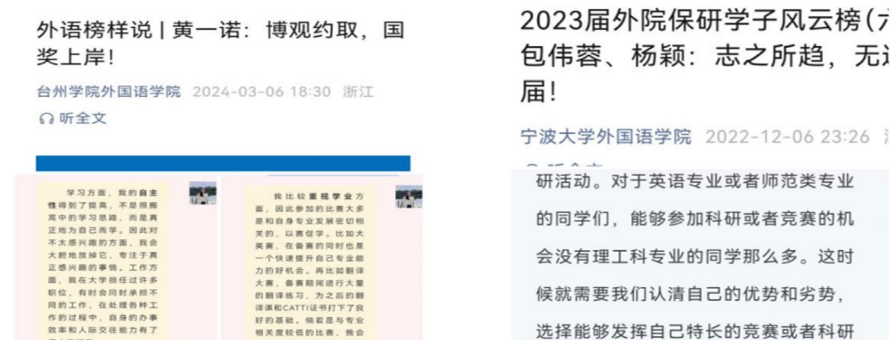 外语榜样说 | 黄一诺：博观约取，国
奖上岸！
台州学院外国语学院 2024-03-06 18:30 浙江
听全文
学习方面，我的自主
性得到了提高，不是照搬
高中的学习思路，而是真
正地为自己而学。因此对
不太感兴趣的方面，我会
大胆地放掉它，专注于真
正感兴趣的事情。工作方
面，我在大学担任过许多
职位，有时会同时承担不
同的工作，在处理各种工
作的过程中，自身的办事
效率和人际交往能力有了
我比较重视学业方
面，因此参加的比赛大多
是和自身专业发展密切相
关的，以赛促学。比如大
英赛，在备赛的同时也是
一个快速提升自己专业能
力的好机会。再比如翻译
大赛，备赛期间进行大量
的翻译练习，为之后的翻
译课和CATTI证书打下了良
好的基础。倘若是与专业
相关度较低的比赛，我会
2023届外院保研学子风云榜(
包伟蓉、杨颖：志之所趋，无
届！
宁波大学外国语学院 2022-12-06 23:26
研活动。对于英语专业或者师范类专业
的同学们，能够参加科研或者竞赛的机
会没有理工科专业的同学那么多。这时
候就需要我们认清自己的优势和劣势，
选择能够发挥自己特长的竞赛或者科研